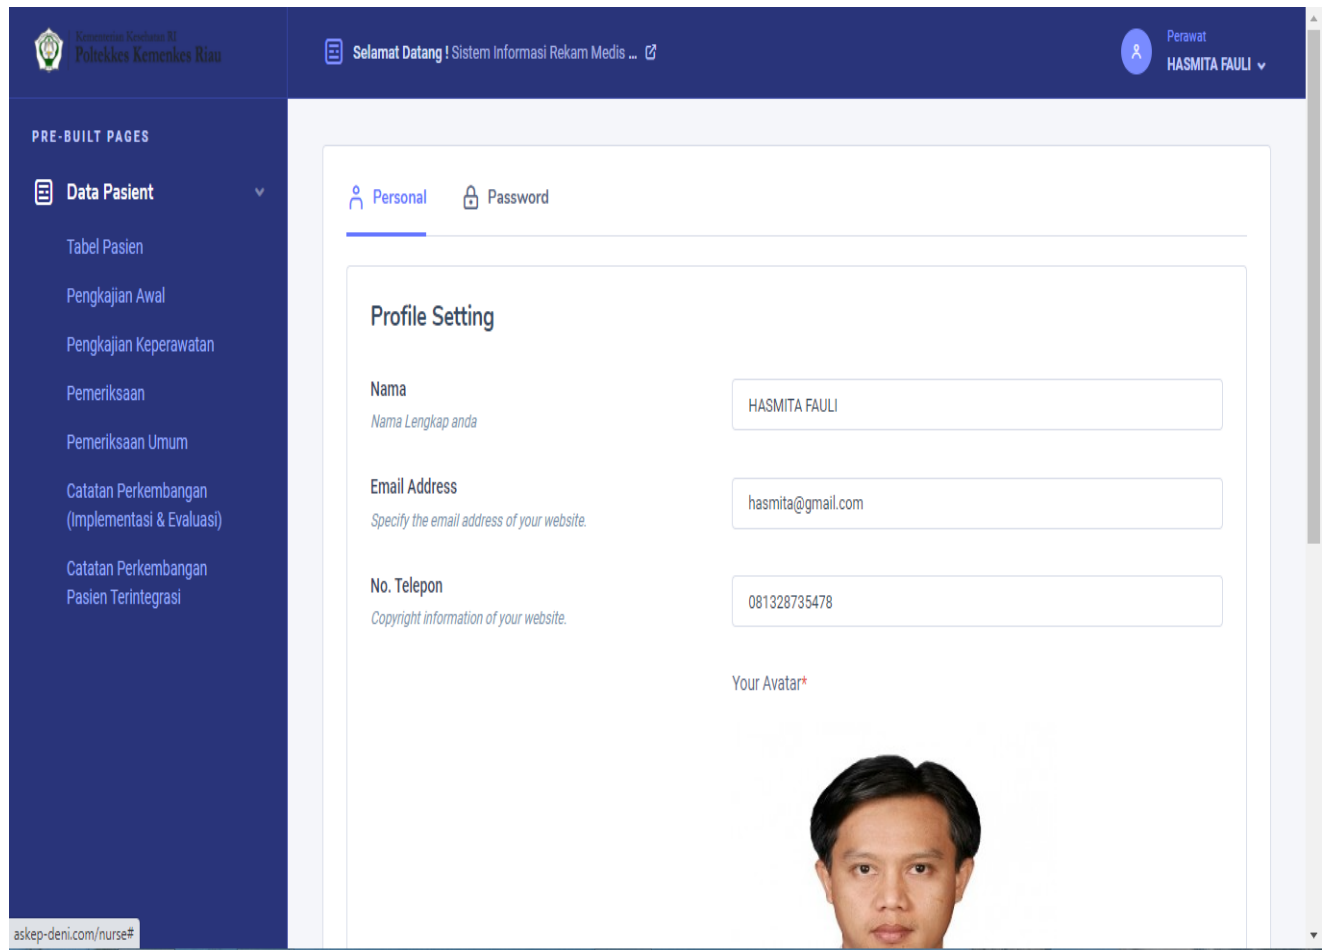 Kementerian Kesehatan RI
Poltekkes Kemenkes Riau
Selamat Datang ! Sistem Informasi Rekam Medis ...
Perawat
HASMITA FAULI
PRE-BUILT PAGES
Data Pasient
Tabel Pasien
Pengkajian Awal
Pengkajian Keperawatan
Pemeriksaan
Pemeriksaan Umum
Catatan Perkembangan
(Implementasi & Evaluasi)
Catatan Perkembangan
Pasien Terintegrasi
Personal
Password
Profile Setting
Nama
Nama Lengkap anda
HASMITA FAULI
Email Address
Specify the email address of your website.
hasmita@gmail.com
No. Telepon
Copyright information of your website.
081328735478
Your Avatar*
askep-deni.com/nurse#